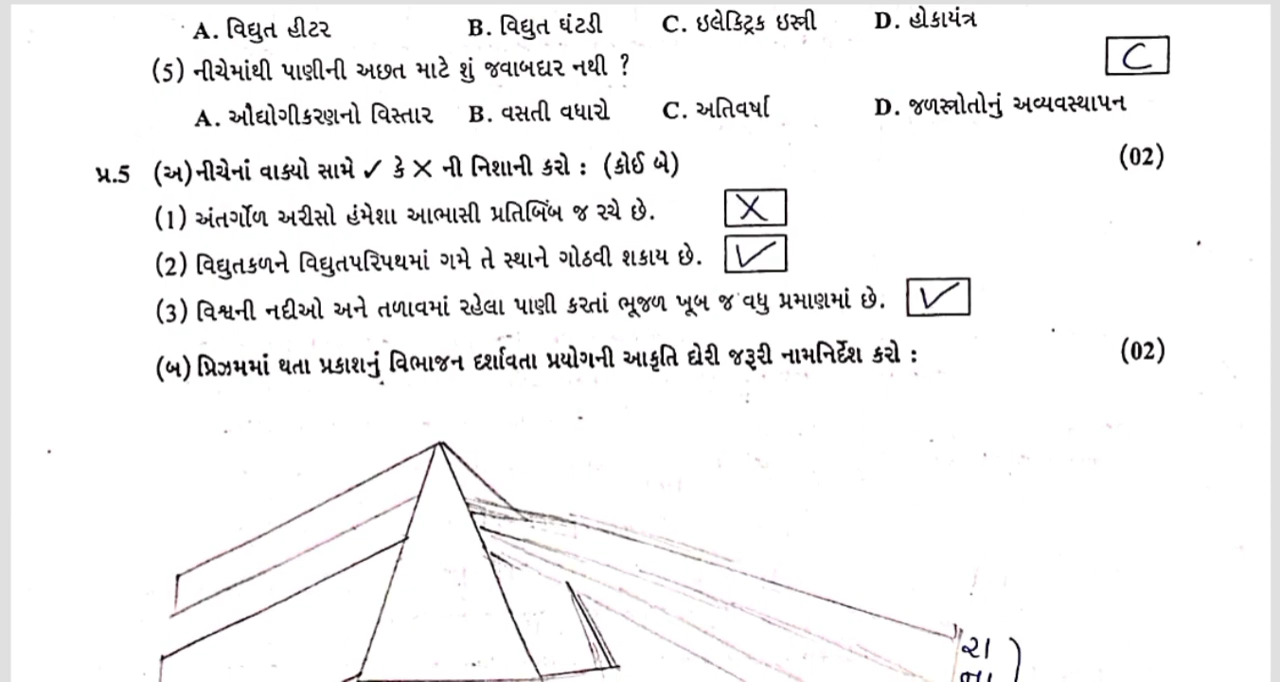 A. વિદ્યુત હીટર B. વિદ્યુત ઘંટડી C. ઇલેક્ટ્રિક ઇસ્ત્રી D. હોકાયંત્ર
(5) નીચેમાંથી પાણીની અછત માટે શું જવાબદાર નથી ? C
A. ઔદ્યોગીકરણનો વિસ્તાર B. વસતી વધારો C. અતિવર્ષા D. જળસ્ત્રોતોનું અવ્યવસ્થાપન
પ્ર.5 (અ)નીચેનાં વાક્યો સામે ✓ કે X ની નિશાની કરો : (કોઈ બે) (02)
(1) અંતર્ગોળ અરીસો હંમેશા આભાસી પ્રતિબિંબ જ રચે છે. X
(2) વિદ્યુતકળને વિદ્યુતપરિપથમાં ગમે તે સ્થાને ગોઠવી શકાય છે. ✓
(3) વિશ્વની નદીઓ અને તળાવમાં રહેલા પાણી કરતાં ભૂજળ ખૂબ જ વધુ પ્રમાણમાં છે. ✓
(બ) પ્રિઝમમાં થતા પ્રકાશનું વિભાજન દર્શાવતા પ્રયોગની આકૃતિ દોરી જરૂરી નામનિર્દેશ કરો : (02)
રા